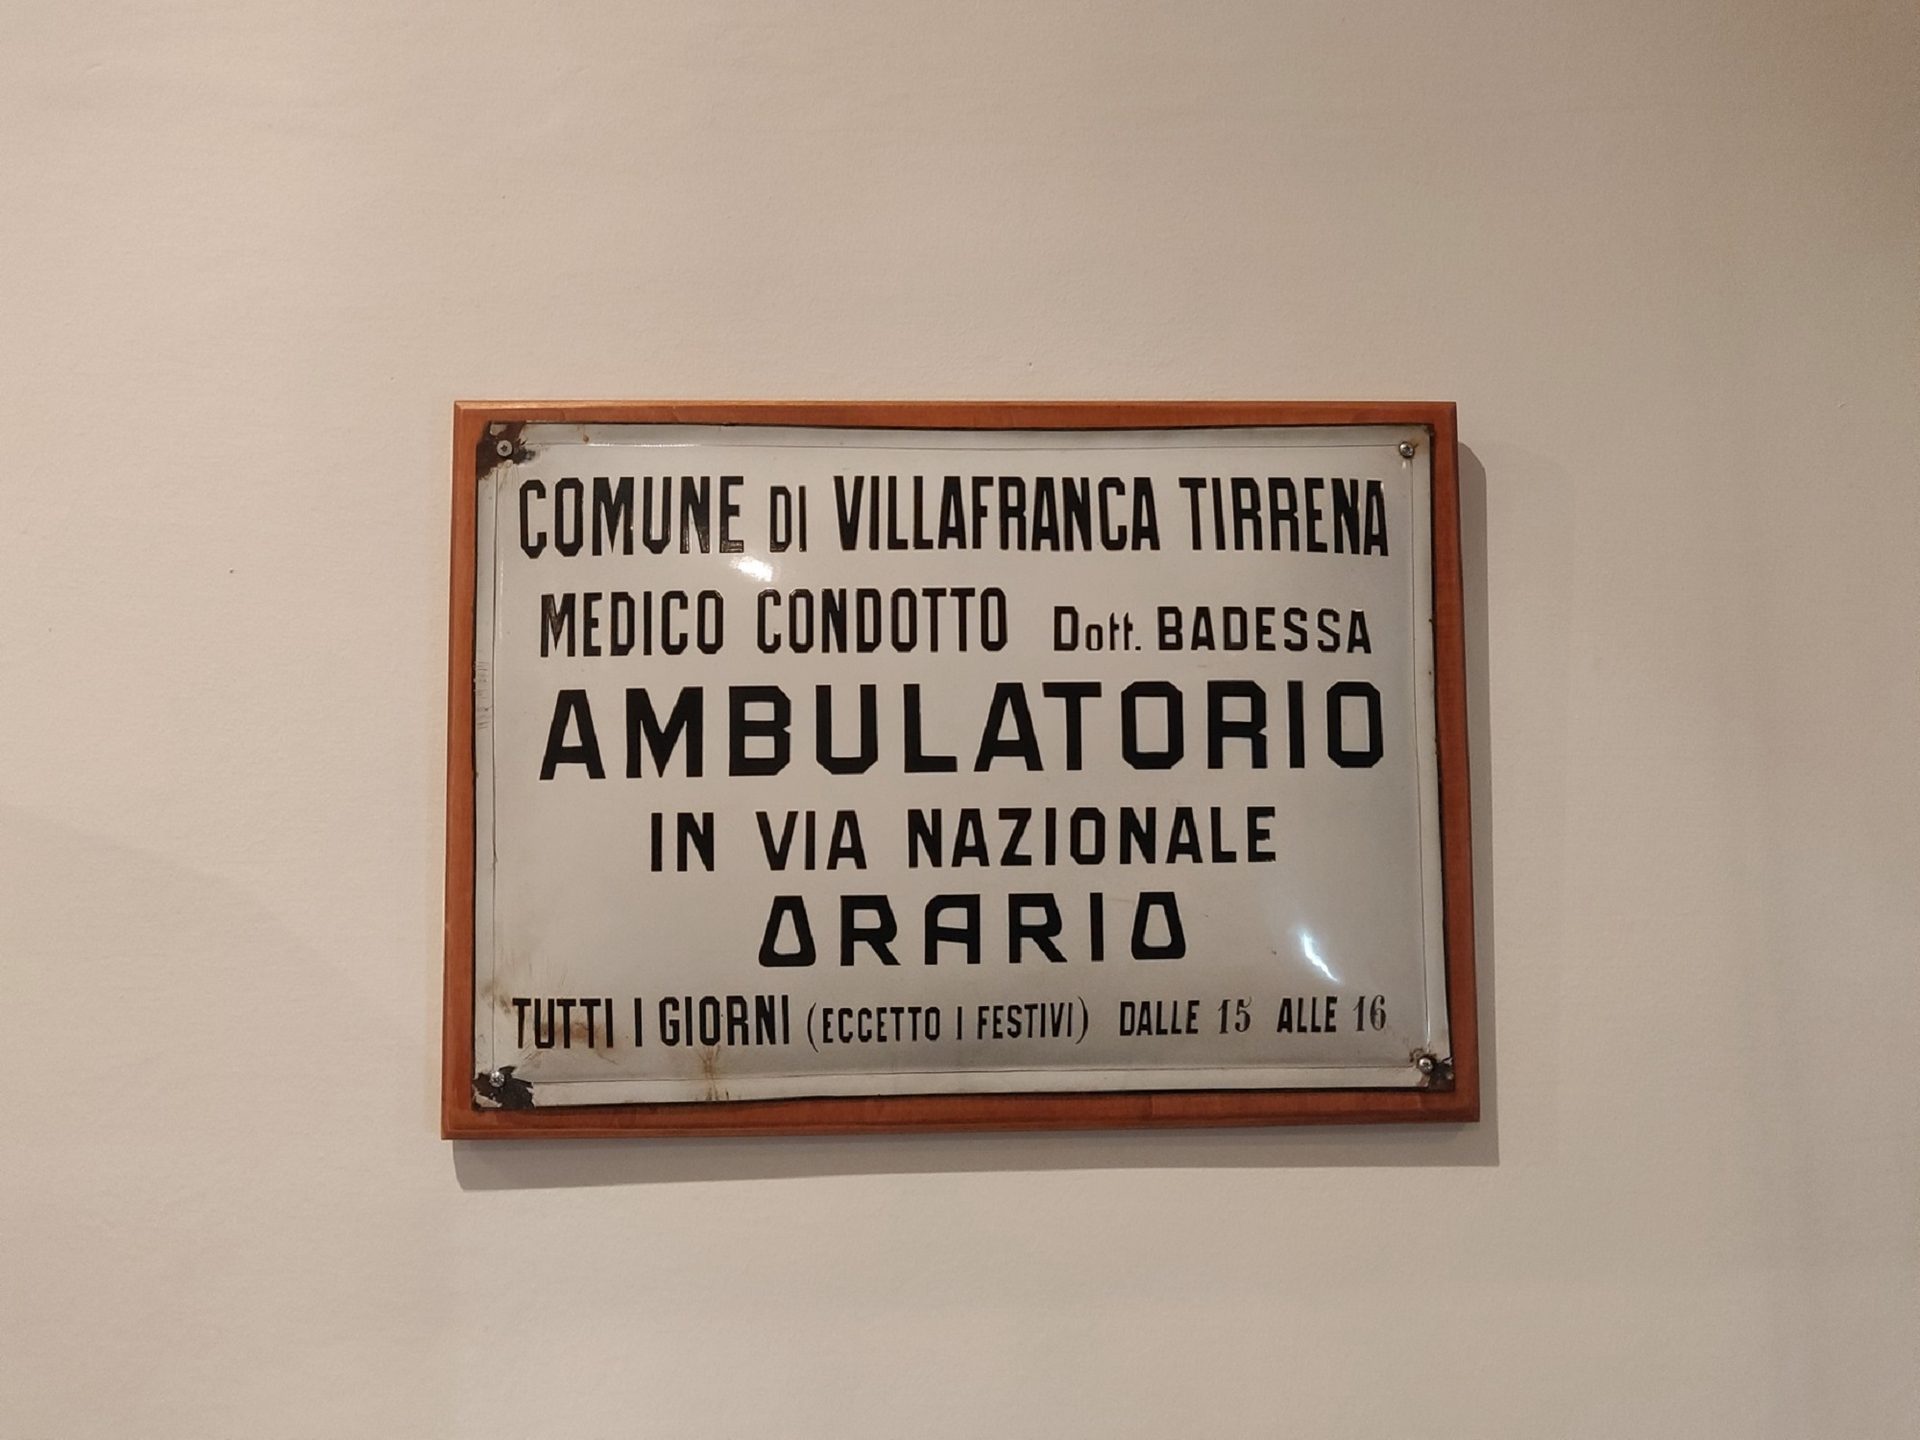 COMUNE DI VILLAFRANCA TIRRENA
MEDICO CONDOTTO Dott. BADESSA
AMBULATORIO
IN VIA NAZIONALE
ORARIO
TUTTI I GIORNI (ECCETTO I FESTIVI) DALLE 15 ALLE 16